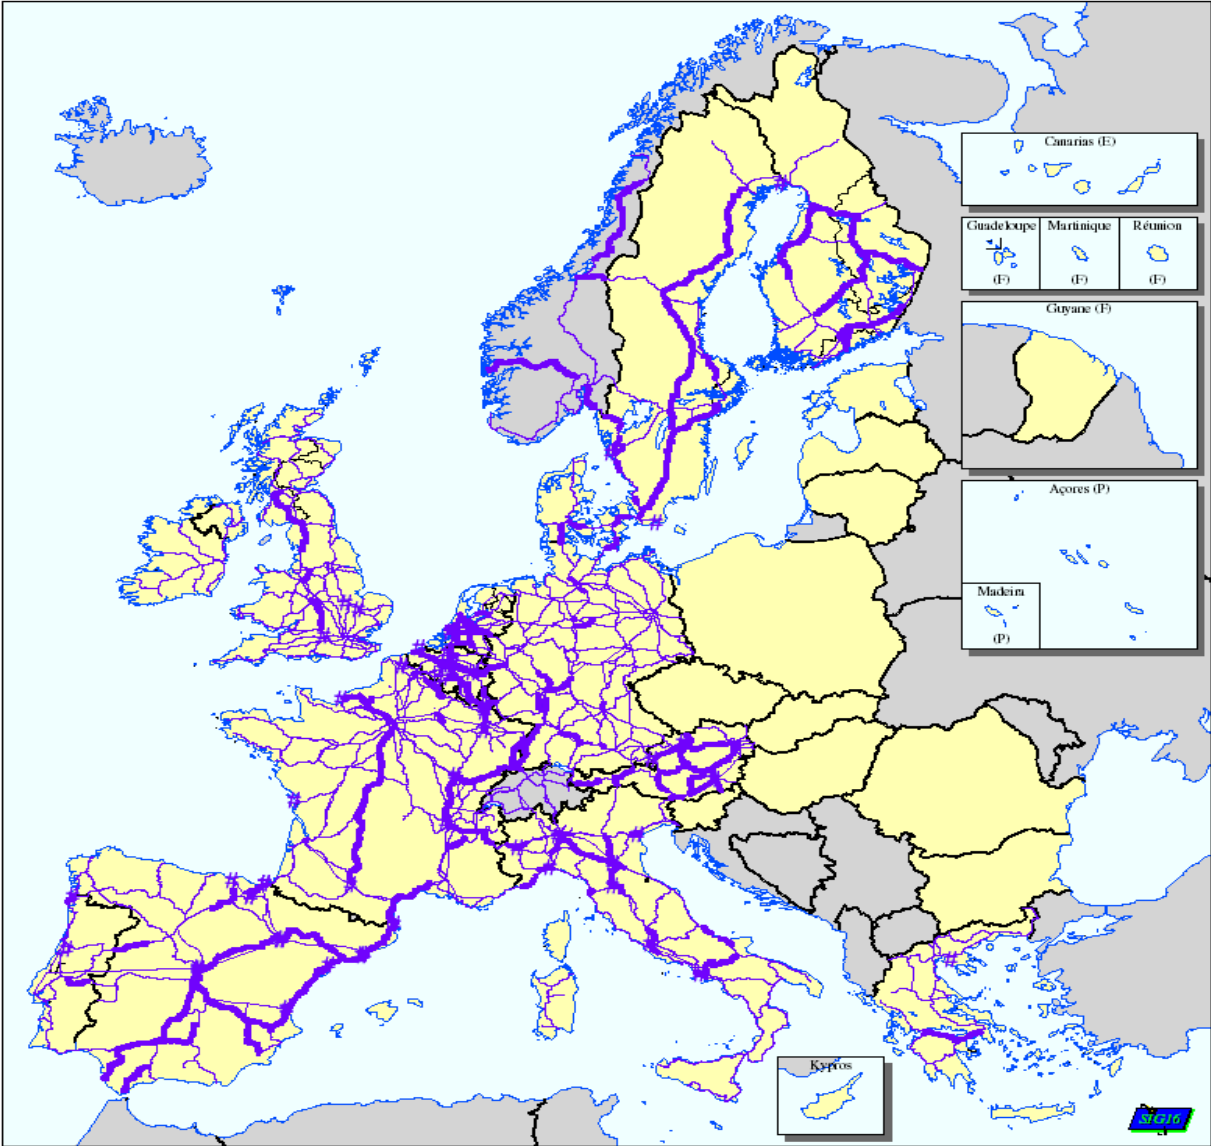 Canarias (E)
Guadeloupe
Martinique
Réunion
(F)
(F)
(F)
Guyane (F)
Açores (P)
Madeira
(P)
Kypros
SIG16